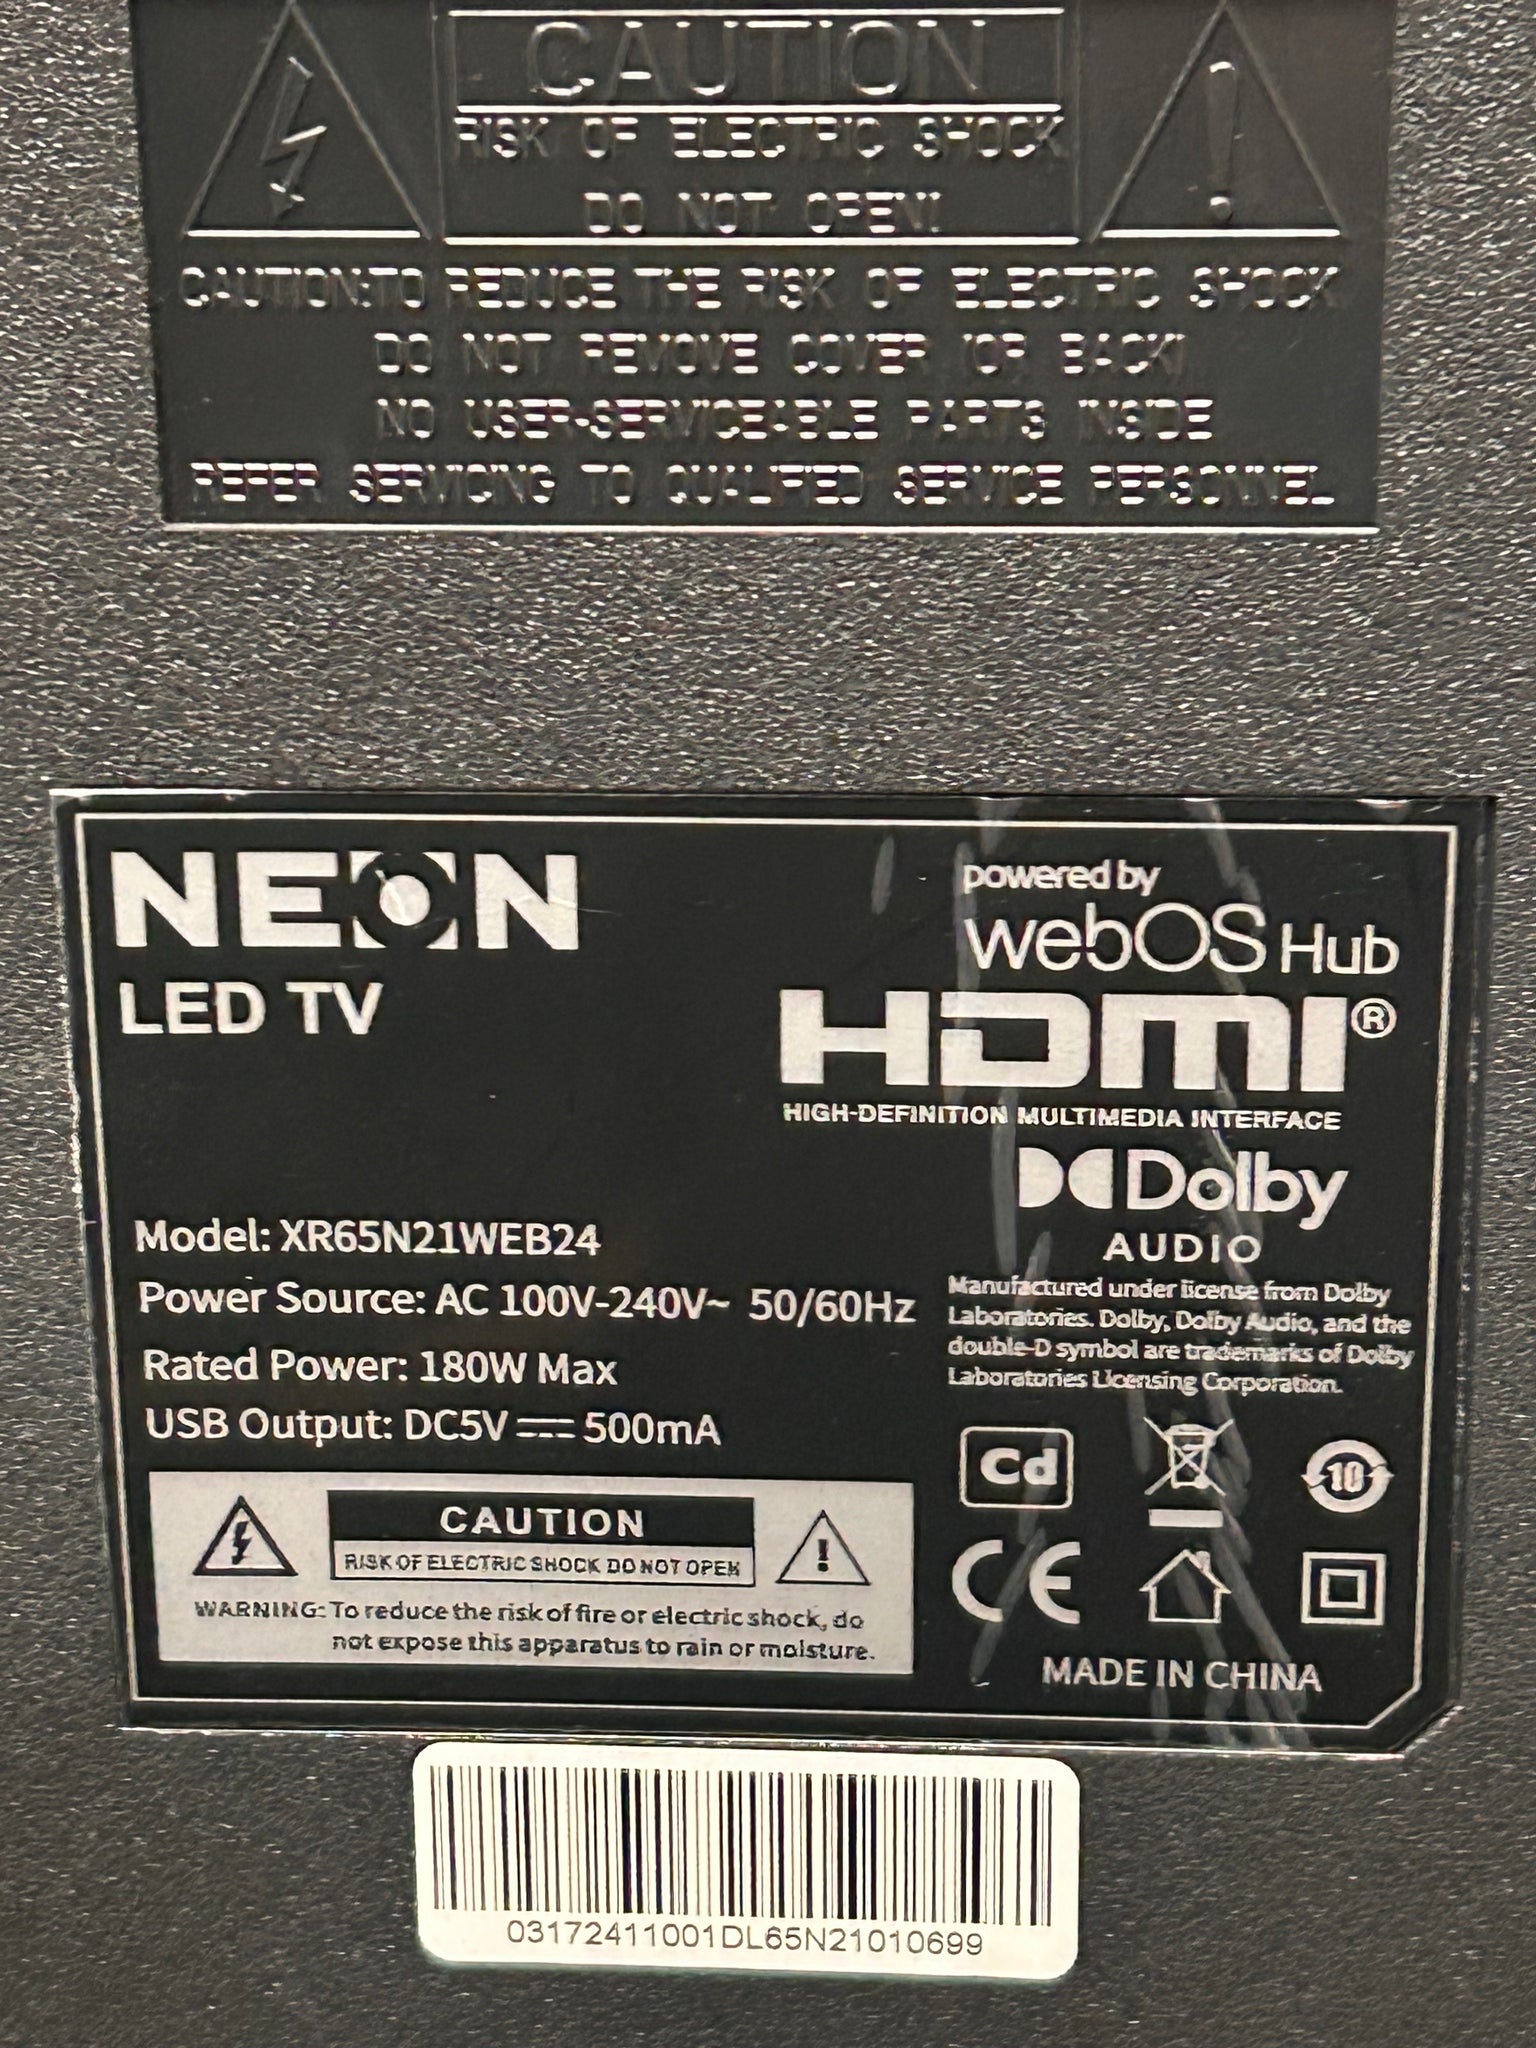 CAUTION
RISK OF ELECTRIC SHOCK
DO NOT OPEN!
CAUTION:TO REDUCE THE RISK OF ELECTRIC SHOCK
DO NOT REMOVE COVER (OR BACK)
NO USER-SERVICEABLE PARTS INSIDE
REFER SERVICING TO QUALIFIED SERVICE PERSONNEL
NEON
LED TV
powered by
webOS Hub
HDMI®
HIGH-DEFINITION MULTIMEDIA INTERFACE
Dolby
AUDIO
Manufactured under license from Dolby
Laboratories. Dolby, Dolby Audio, and the
double-D symbol are trademarks of Dolby
Laboratories Licensing Corporation.
Model: XR65N21WEB24
Power Source: AC 100V-240V~ 50/60Hz
Rated Power: 180W Max
USB Output: DC5V⎓500mA
CAUTION
RISK OF ELECTRIC SHOCK DO NOT OPEN
WARNING: To reduce the risk of fire or electric shock, do
not expose this apparatus to rain or moisture.
Cd
10
CE
MADE IN CHINA
03172411001DL65N21010699